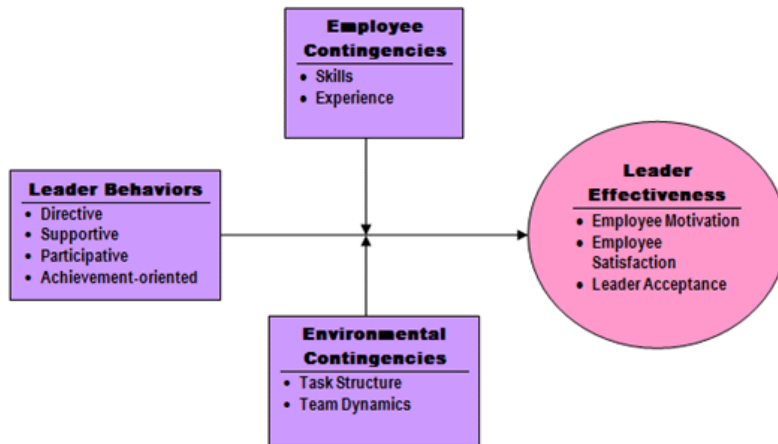 Employee
Contingencies
• Skills
• Experience
Leader Behaviors
• Directive
• Supportive
• Participative
• Achievement-oriented
Leader
Effectiveness
• Employee Motivation
• Employee
Satisfaction
• Leader Acceptance
Environmental
Contingencies
• Task Structure
• Team Dynamics